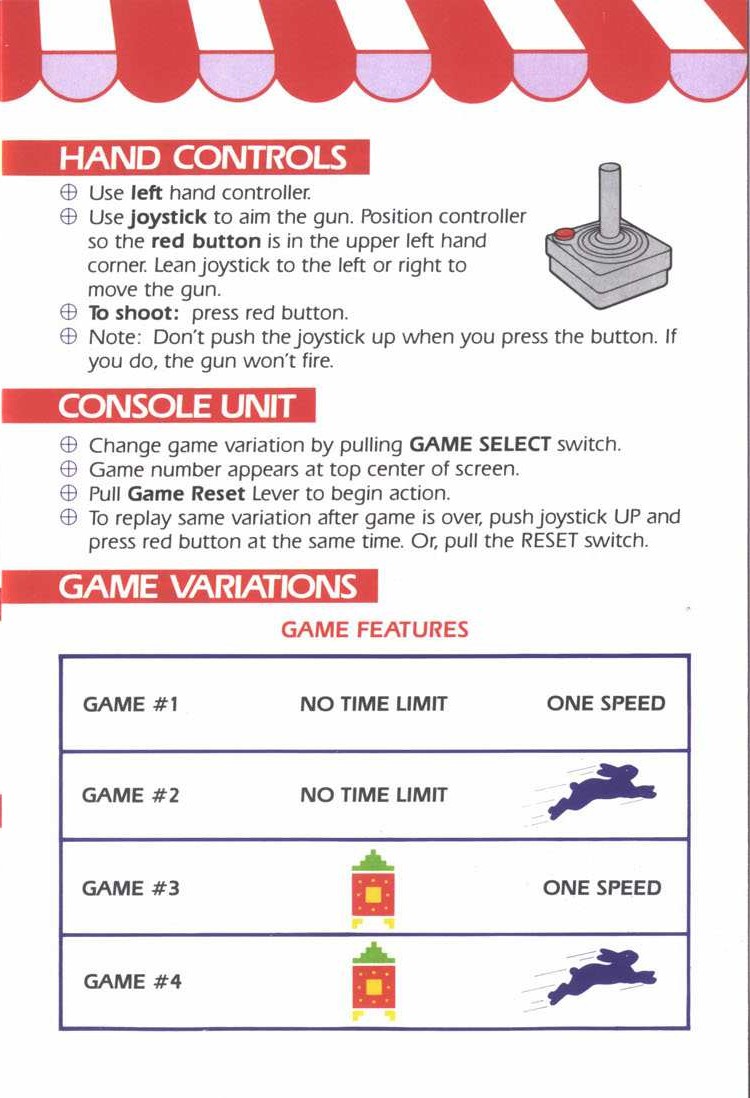 HAND CONTROLS
Use left hand controller.
Use joystick to aim the gun. Position controller
so the red button is in the upper left hand
corner. Lean joystick to the left or right to
move the gun.
To shoot: press red button.
Note: Don't push the joystick up when you press the button. If
you do, the gun won't fire.
CONSOLE UNIT
Change game variation by pulling GAME SELECT switch.
Game number appears at top center of screen.
Pull Game Reset Lever to begin action.
To replay same variation after game is over, push joystick UP and
press red button at the same time. Or, pull the RESET switch.
GAME VARIATIONS
GAME FEATURES
GAME #1 NO TIME LIMIT ONE SPEED
GAME #2 NO TIME LIMIT
GAME #3 ONE SPEED
GAME #4